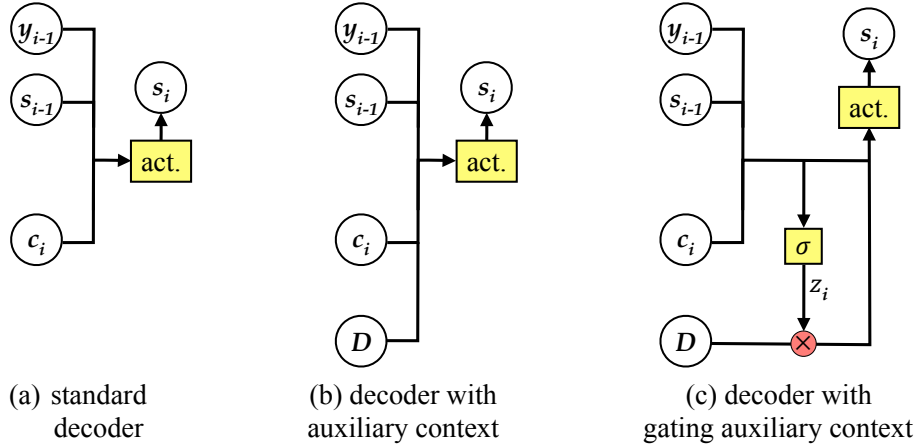 y_{i-1}
s_{i-1}
c_i
act.
s_i
(a) standard
decoder
y_{i-1}
s_{i-1}
c_i
D
act.
s_i
(b) decoder with
auxiliary context
y_{i-1}
s_{i-1}
c_i
D
σ
z_i
×
act.
s_i
(c) decoder with
gating auxiliary context